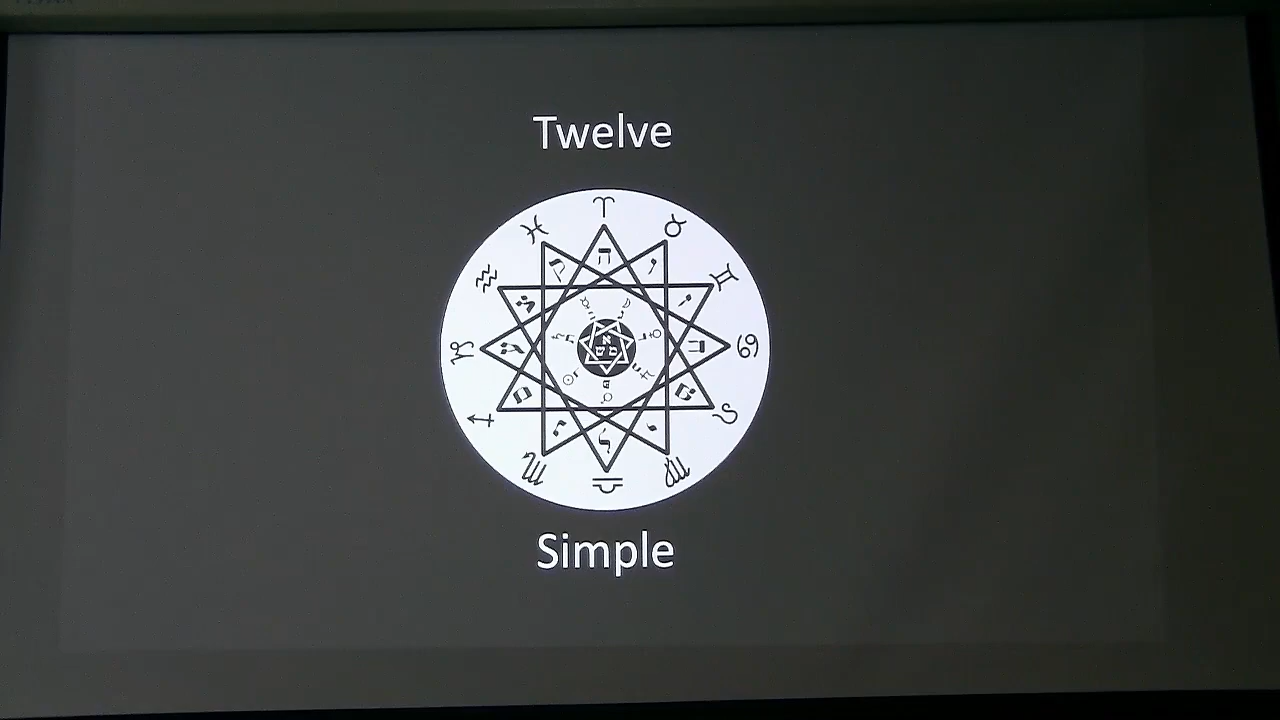 Twelve
♈
♓ ♉
ק ה ו
♒ ♊
♑ ♋
ח
♐ ♌
ס ט
♏ ל ♍
♎
Simple